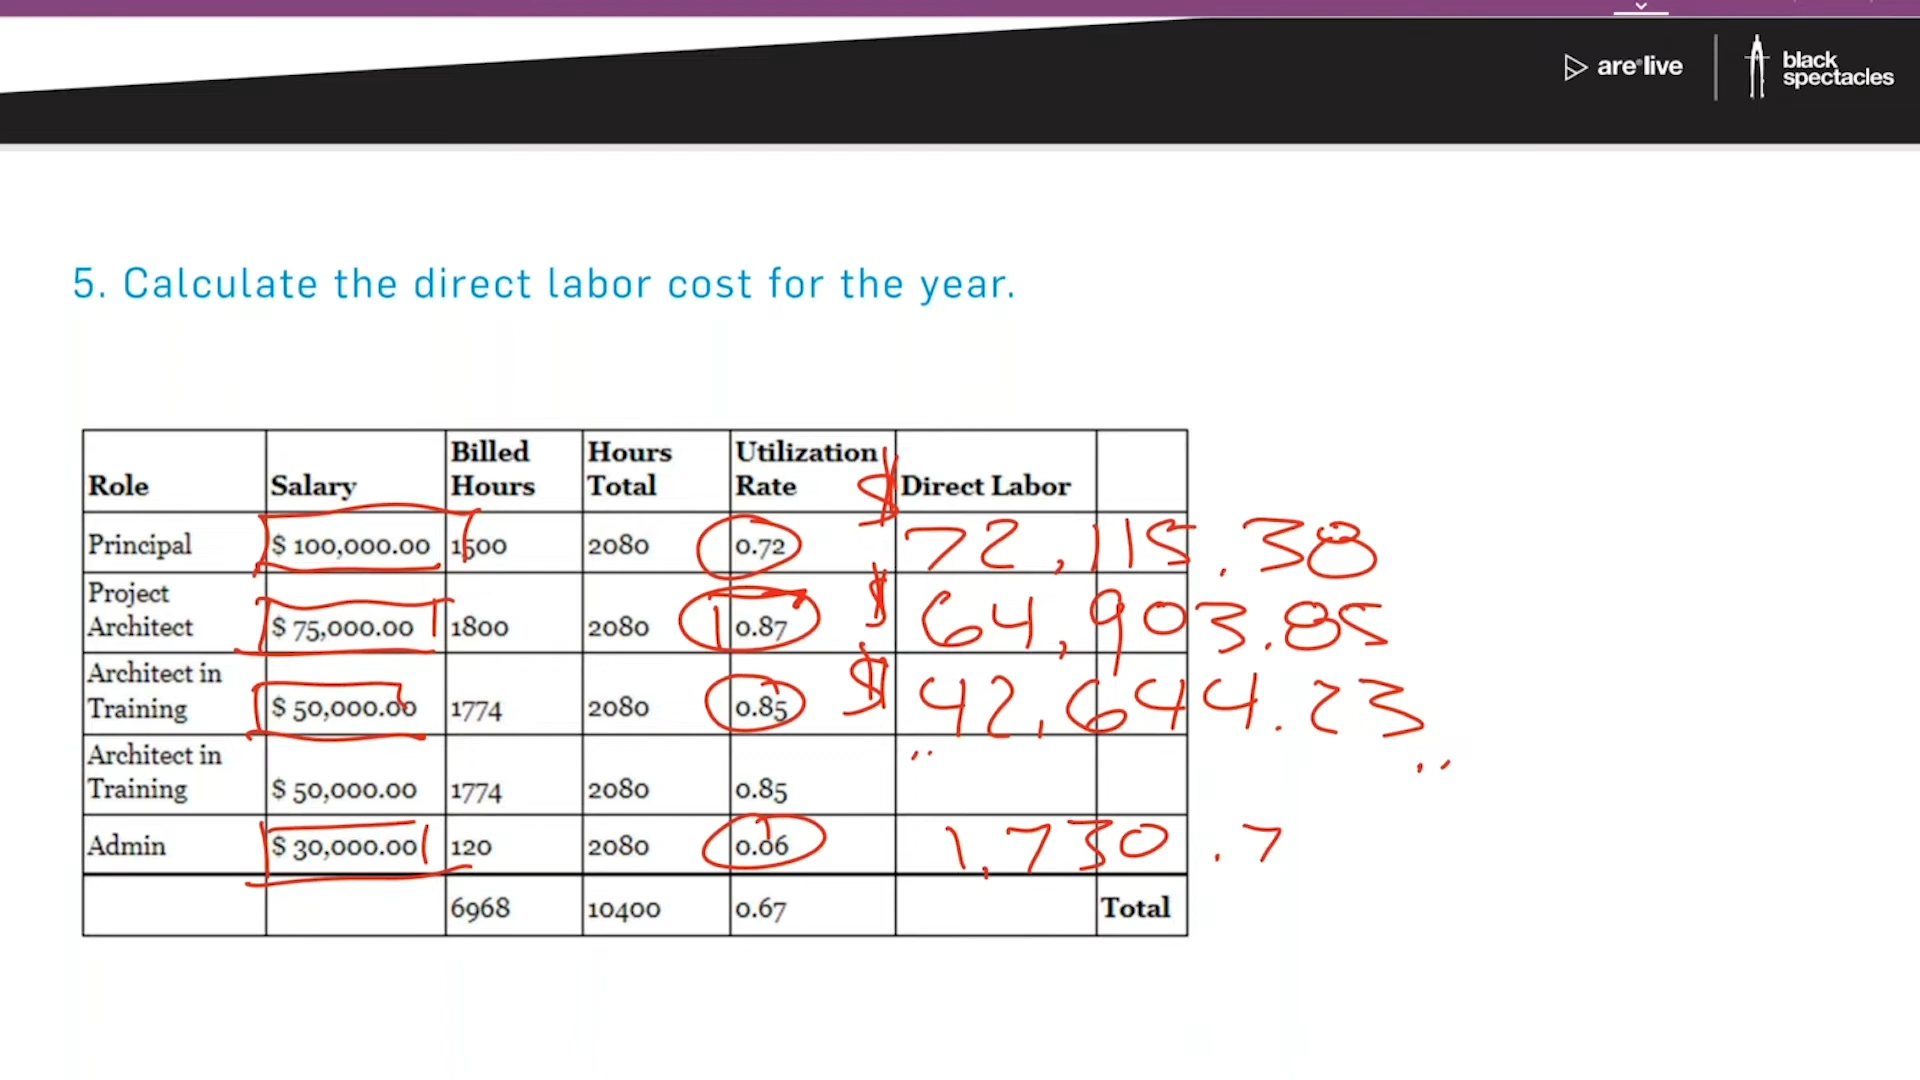 are live
black
spectacles
5. Calculate the direct labor cost for the year.
Role Salary Billed Hours Hours Total Utilization Rate Direct Labor
Principal $ 100,000.00 1500 2080 0.72 $ 72,115.38
Project Architect $ 75,000.00 1800 2080 0.87 $ 64,903.85
Architect in Training $ 50,000.00 1774 2080 0.85 $ 42,644.23
Architect in Training $ 50,000.00 1774 2080 0.85 " "
Admin $ 30,000.00 120 2080 0.06 1,730.7
6968 10400 0.67 Total